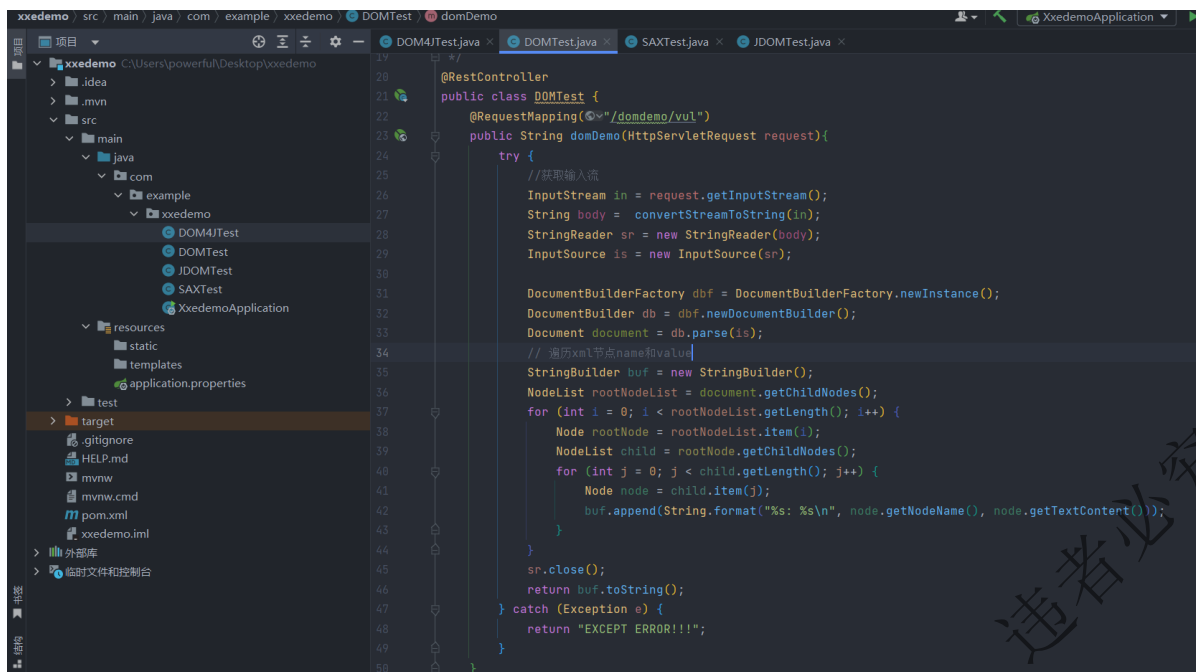 xxedemo 〉 src 〉 main 〉 java 〉 com 〉 example 〉 xxedemo 〉 DOMTest 〉 domDemo
XxedemoApplication
项目
项目
DOM4JTest.java ×
DOMTest.java ×
SAXTest.java ×
JDOMTest.java ×
xxedemo C:\Users\powerful\Desktop\xxedemo
.idea
.mvn
src
main
java
com
example
xxedemo
DOM4JTest
DOMTest
JDOMTest
SAXTest
XxedemoApplication
resources
static
templates
application.properties
test
target
.gitignore
HELP.md
mvnw
mvnw.cmd
pom.xml
xxedemo.iml
外部库
临时文件和控制台
书签
结构
19 */
20 @RestController
21 public class DOMTest {
22 @RequestMapping("/domdemo/vul")
23 public String domDemo(HttpServletRequest request){
24 try {
25 //获取输入流
26 InputStream in = request.getInputStream();
27 String body =  convertStreamToString(in);
28 StringReader sr = new StringReader(body);
29 InputSource is = new InputSource(sr);
30
31 DocumentBuilderFactory dbf = DocumentBuilderFactory.newInstance();
32 DocumentBuilder db = dbf.newDocumentBuilder();
33 Document document = db.parse(is);
34 // 遍历xml节点name和value
35 StringBuilder buf = new StringBuilder();
36 NodeList rootNodeList = document.getChildNodes();
37 for (int i = 0; i < rootNodeList.getLength(); i++) {
38 Node rootNode = rootNodeList.item(i);
39 NodeList child = rootNode.getChildNodes();
40 for (int j = 0; j < child.getLength(); j++) {
41 Node node = child.item(j);
42 buf.append(String.format("%s: %s\n", node.getNodeName(), node.getTextContent()));
43 }
44 }
45 sr.close();
46 return buf.toString();
47 } catch (Exception e) {
48 return "EXCEPT ERROR!!!";
49 }
50 }
违者必究